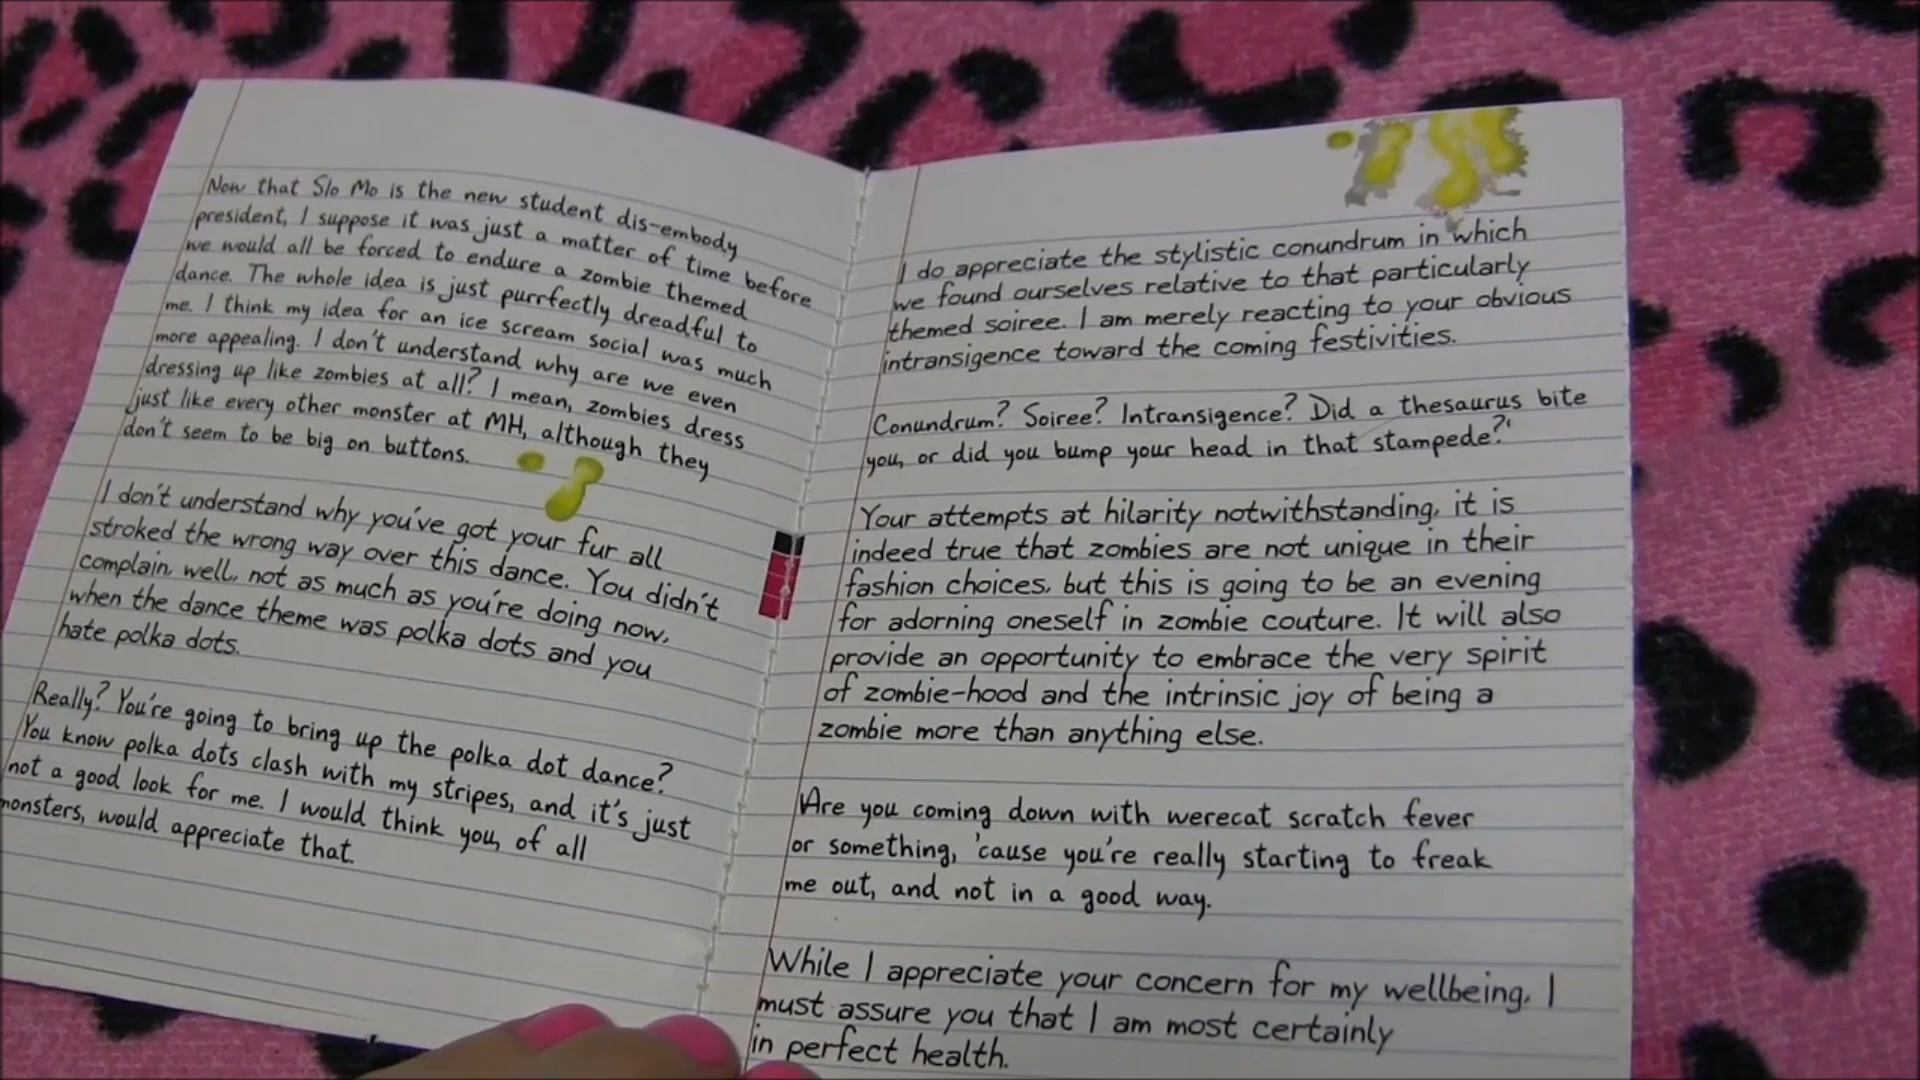 Now that Slo Mo is the new student dis-embody
president, I suppose it was just a matter of time before
we would all be forced to endure a zombie themed
dance. The whole idea is just purrfectly dreadful to
me. I think my idea for an ice scream social was much
more appealing. I don't understand why are we even
dressing up like zombies at all? I mean, zombies dress
just like every other monster at MH, although they
don't seem to be big on buttons.
I don't understand why you've got your fur all
stroked the wrong way over this dance. You didn't
complain, well, not as much as you're doing now,
when the dance theme was polka dots and you
hate polka dots.
Really? You're going to bring up the polka dot dance?
You know polka dots clash with my stripes, and it's just
not a good look for me. I would think you, of all
monsters, would appreciate that.
I do appreciate the stylistic conundrum in which
we found ourselves relative to that particularly
themed soiree. I am merely reacting to your obvious
intransigence toward the coming festivities.
Conundrum? Soiree? Intransigence? Did a thesaurus bite
you, or did you bump your head in that stampede?'
Your attempts at hilarity notwithstanding, it is
indeed true that zombies are not unique in their
fashion choices, but this is going to be an evening
for adorning oneself in zombie couture. It will also
provide an opportunity to embrace the very spirit
of zombie-hood and the intrinsic joy of being a
zombie more than anything else.
Are you coming down with werecat scratch fever
or something, 'cause you're really starting to freak
me out, and not in a good way.
While I appreciate your concern for my wellbeing, I
must assure you that I am most certainly
in perfect health.